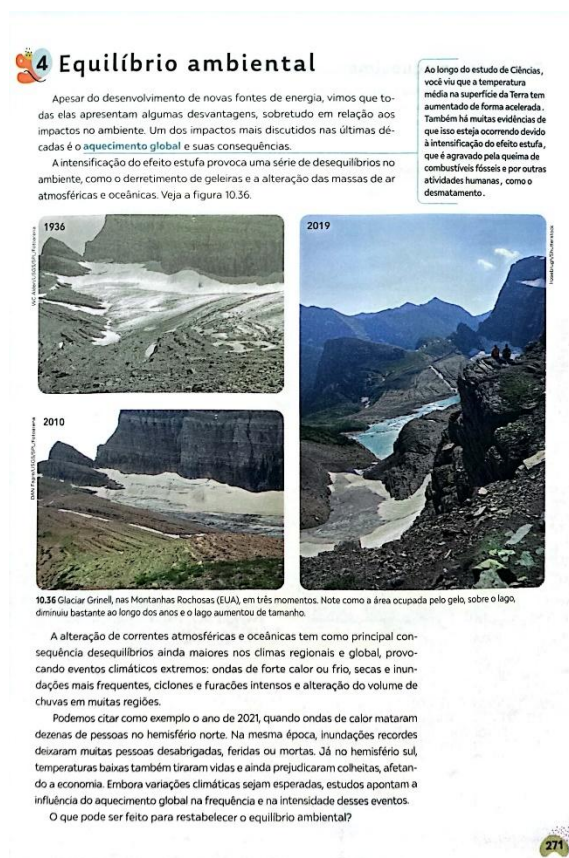 4 Equilíbrio ambiental
Apesar do desenvolvimento de novas fontes de energia, vimos que to-
das elas apresentam algumas desvantagens, sobretudo em relação aos
impactos no ambiente. Um dos impactos mais discutidos nas últimas dé-
cadas é o aquecimento global e suas consequências.
A intensificação do efeito estufa provoca uma série de desequilíbrios no
ambiente, como o derretimento de geleiras e a alteração das massas de ar
atmosféricas e oceânicas. Veja a figura 10.36.
Ao longo do estudo de Ciências,
você viu que a temperatura
média na superfície da Terra tem
aumentado de forma acelerada.
Também há muitas evidências de
que isso esteja ocorrendo devido
à intensificação do efeito estufa,
que é agravado pela queima de
combustíveis fósseis e por outras
atividades humanas, como o
desmatamento.
1936
2019
2010
10.36 Glaciar Grinell, nas Montanhas Rochosas (EUA), em três momentos. Note como a área ocupada pelo gelo, sobre o lago,
diminuiu bastante ao longo dos anos e o lago aumentou de tamanho.
A alteração de correntes atmosféricas e oceânicas tem como principal con-
sequência desequilíbrios ainda maiores nos climas regionais e global, provo-
cando eventos climáticos extremos: ondas de forte calor ou frio, secas e inun-
dações mais frequentes, ciclones e furacões intensos e alteração do volume de
chuvas em muitas regiões.
Podemos citar como exemplo o ano de 2021, quando ondas de calor mataram
dezenas de pessoas no hemisfério norte. Na mesma época, inundações recordes
deixaram muitas pessoas desabrigadas, feridas ou mortas. Já no hemisfério sul,
temperaturas baixas também tiraram vidas e ainda prejudicaram colheitas, afetan-
do a economia. Embora variações climáticas sejam esperadas, estudos apontam a
influência do aquecimento global na frequência e na intensidade desses eventos.
O que pode ser feito para restabelecer o equilíbrio ambiental?
271